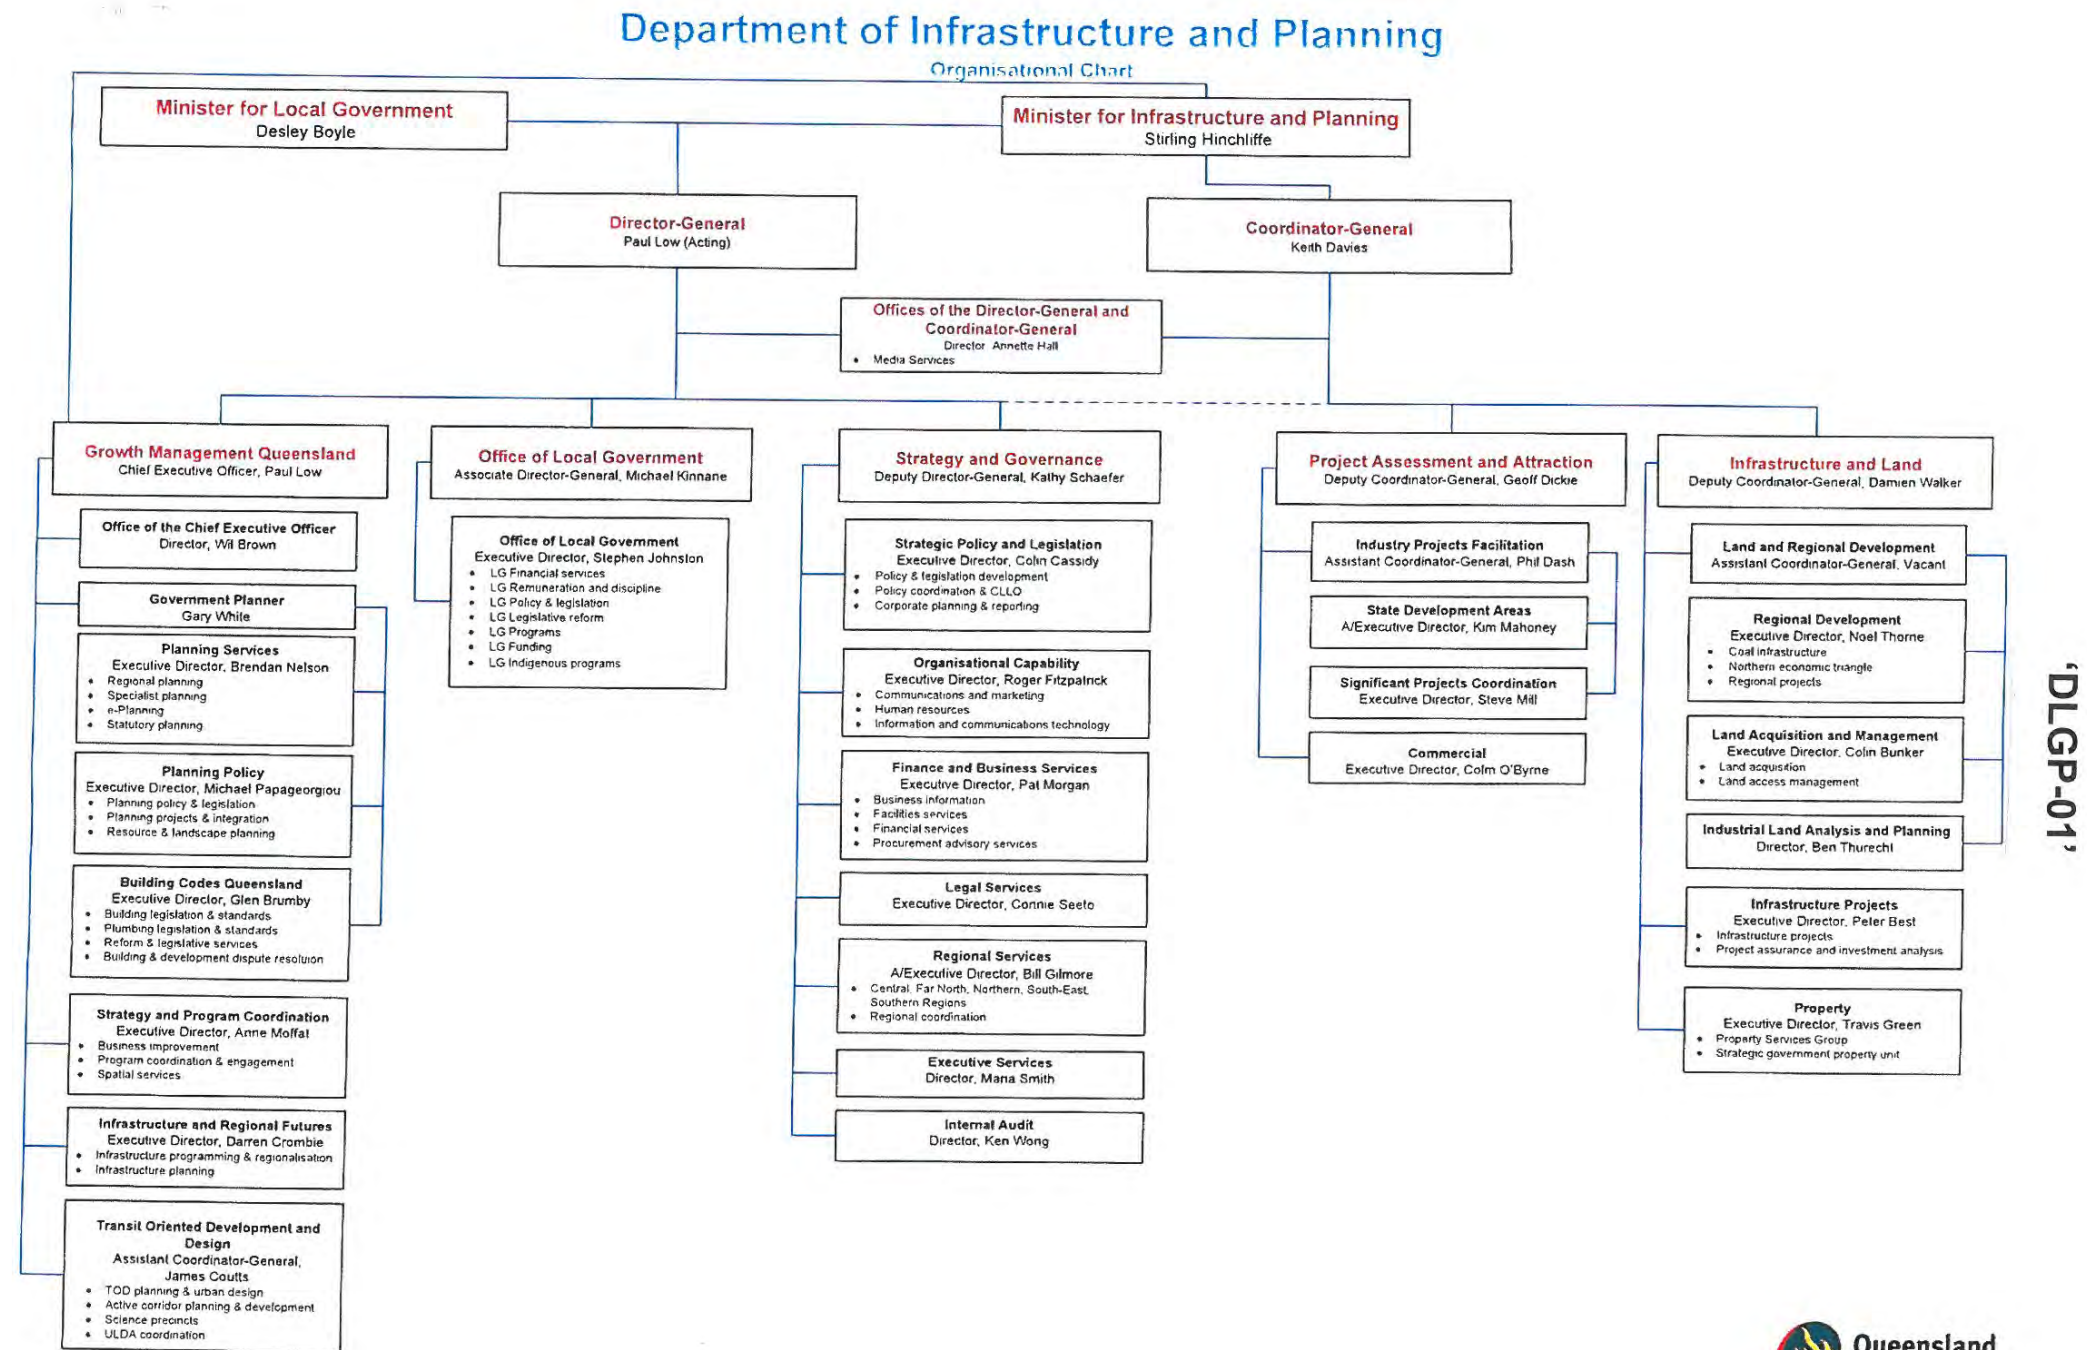 Department of Infrastructure and Planning
Organisational Chart
Minister for Local Government
Desley Boyle
Minister for Infrastructure and Planning
Stirling Hinchliffe
Director-General
Paul Low (Acting)
Coordinator-General
Keith Davies
Offices of the Director-General and
Coordinator-General
Director Annette Hall
• Media Services
Growth Management Queensland
Chief Executive Officer, Paul Low
Office of the Chief Executive Officer
Director, Wil Brown
Government Planner
Gary White
Planning Services
Executive Director, Brendan Nelson
• Regional planning
• Specialist planning
• e-Planning
• Statutory planning
Planning Policy
Executive Director, Michael Papageorgiou
• Planning policy & legislation
• Planning projects & integration
• Resource & landscape planning
Building Codes Queensland
Executive Director, Glen Brumby
• Building legislation & standards
• Plumbing legislation & standards
• Reform & legislative services
• Building & development dispute resolution
Strategy and Program Coordination
Executive Director, Anne Moffat
• Business improvement
• Program coordination & engagement
• Spatial services
Infrastructure and Regional Futures
Executive Director, Darren Crombie
• Infrastructure programming & regionalisation
• Infrastructure planning
Transit Oriented Development and
Design
Assistant Coordinator-General,
James Coutts
• TOD planning & urban design
• Active corridor planning & development
• Science precincts
• ULDA coordination
Office of Local Government
Associate Director-General, Michael Kinnane
Office of Local Government
Executive Director, Stephen Johnston
• LG Financial services
• LG Remuneration and discipline
• LG Policy & legislation
• LG Legislative reform
• LG Programs
• LG Funding
• LG Indigenous programs
Strategy and Governance
Deputy Director-General, Kathy Schaefer
Strategic Policy and Legislation
Executive Director, Colin Cassidy
• Policy & legislation development
• Policy coordination & CLLO
• Corporate planning & reporting
Organisational Capability
Executive Director, Roger Fitzpatrick
• Communications and marketing
• Human resources
• Information and communications technology
Finance and Business Services
Executive Director, Pat Morgan
• Business information
• Facilities services
• Financial services
• Procurement advisory services
Legal Services
Executive Director, Connie Seeto
Regional Services
A/Executive Director, Bill Gilmore
• Central, Far North, Northern, South-East,
Southern Regions
• Regional coordination
Executive Services
Director, Maria Smith
Internal Audit
Director, Ken Wong
Project Assessment and Attraction
Deputy Coordinator-General, Geoff Dickie
Industry Projects Facilitation
Assistant Coordinator-General, Phil Dash
State Development Areas
A/Executive Director, Kim Mahoney
Significant Projects Coordination
Executive Director, Steve Mill
Commercial
Executive Director, Colm O'Byrne
Infrastructure and Land
Deputy Coordinator-General, Damien Walker
Land and Regional Development
Assistant Coordinator-General, Vacant
Regional Development
Executive Director, Noel Thorne
• Coal infrastructure
• Northern economic triangle
• Regional projects
Land Acquisition and Management
Executive Director, Colin Bunker
• Land acquisition
• Land access management
Industrial Land Analysis and Planning
Director, Ben Thurecht
Infrastructure Projects
Executive Director, Peter Best
• Infrastructure projects
• Project assurance and investment analysis
Property
Executive Director, Travis Green
• Property Services Group
• Strategic government property unit
'DLGP-01'
Queensland